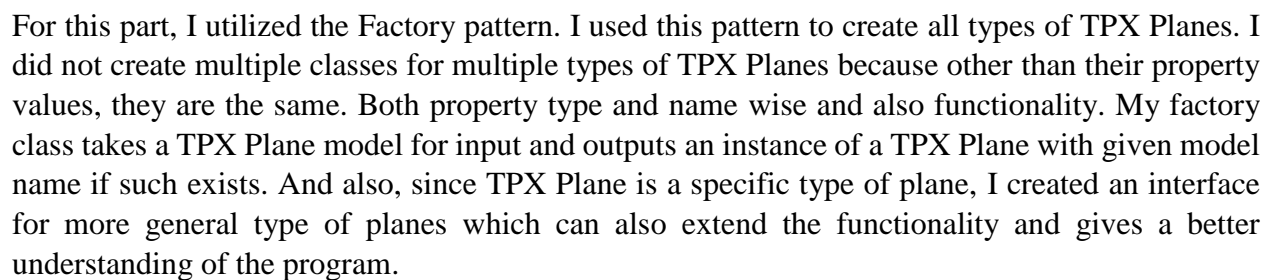 For this part, I utilized the Factory pattern. I used this pattern to create all types of TPX Planes. I
did not create multiple classes for multiple types of TPX Planes because other than their property
values, they are the same. Both property type and name wise and also functionality. My factory
class takes a TPX Plane model for input and outputs an instance of a TPX Plane with given model
name if such exists. And also, since TPX Plane is a specific type of plane, I created an interface
for more general type of planes which can also extend the functionality and gives a better
understanding of the program.